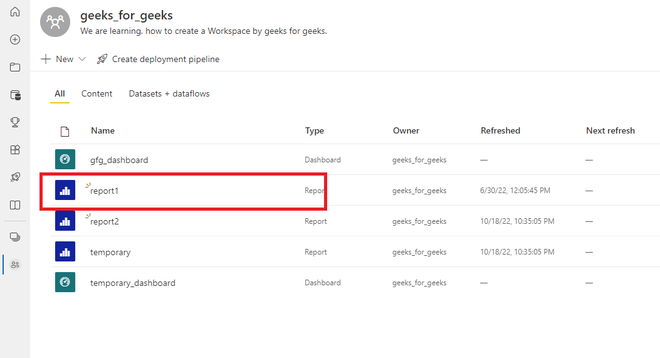 geeks_for_geeks
We are learning, how to create a Workspace by geeks for geeks.
New Create deployment pipeline
All Content Datasets + dataflows
Name Type Owner Refreshed Next refresh
gfg_dashboard Dashboard geeks_for_geeks — —
report1 Report geeks_for_geeks 6/30/22, 12:05:45 PM —
report2 Report geeks_for_geeks 10/18/22, 10:35:05 PM —
temporary Report geeks_for_geeks 10/18/22, 10:35:05 PM —
temporary_dashboard Dashboard geeks_for_geeks — —